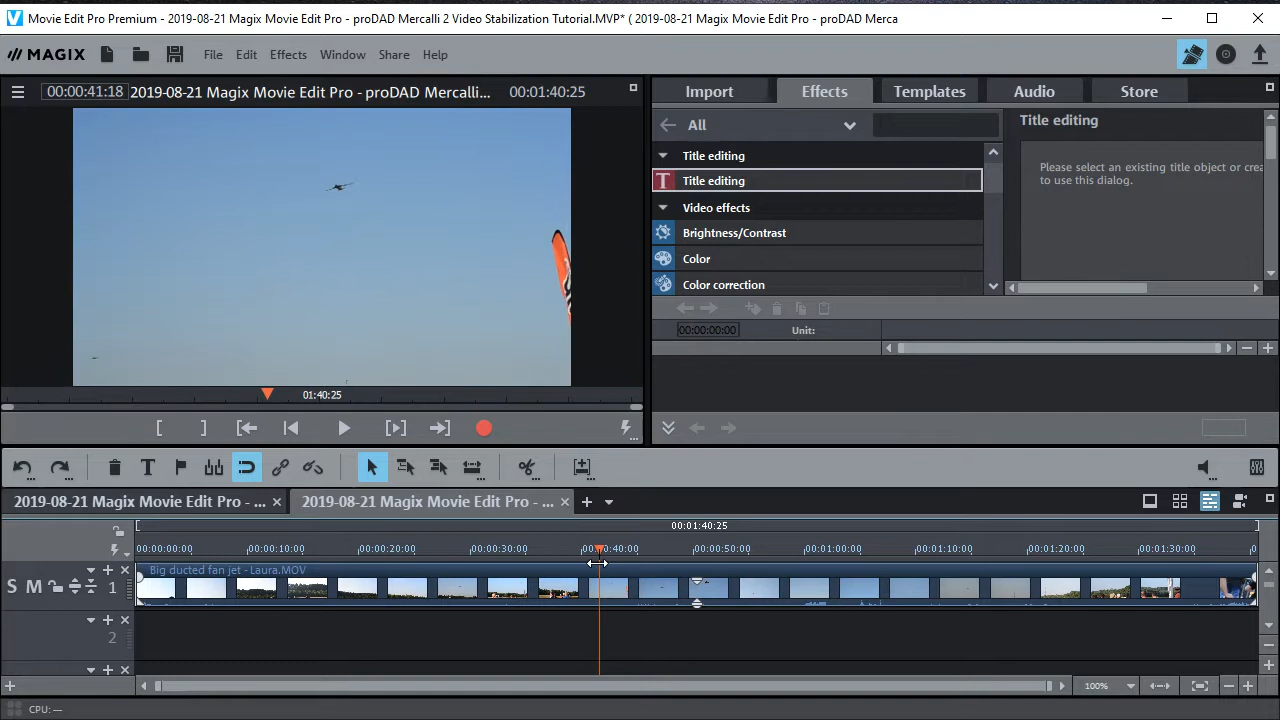 Movie Edit Pro Premium - 2019-08-21 Magix Movie Edit Pro - proDAD Mercalli 2 Video Stabilization Tutorial.MVP* ( 2019-08-21 Magix Movie Edit Pro - proDAD Merca
MAGIX File Edit Effects Window Share Help
00:00:41:18 2019-08-21 Magix Movie Edit Pro - proDAD Mercalli... 00:01:40:25
Import Effects Templates Audio Store
All
Title editing
Title editing
Video effects
Brightness/Contrast
Color
Color correction
Title editing
Please select an existing title object or crea
to use this dialog.
00:00:00:00 Unit:
01:40:25
2019-08-21 Magix Movie Edit Pro - ... 2019-08-21 Magix Movie Edit Pro - ...
00:01:40:25
00:00:00:00 00:00:10:00 00:00:20:00 00:00:30:00 00:00:40:00 00:00:50:00 00:01:00:00 00:01:10:00 00:01:20:00 00:01:30:00 0
Big ducted fan jet - Laura.MOV
S M 1
2
100%
CPU: —